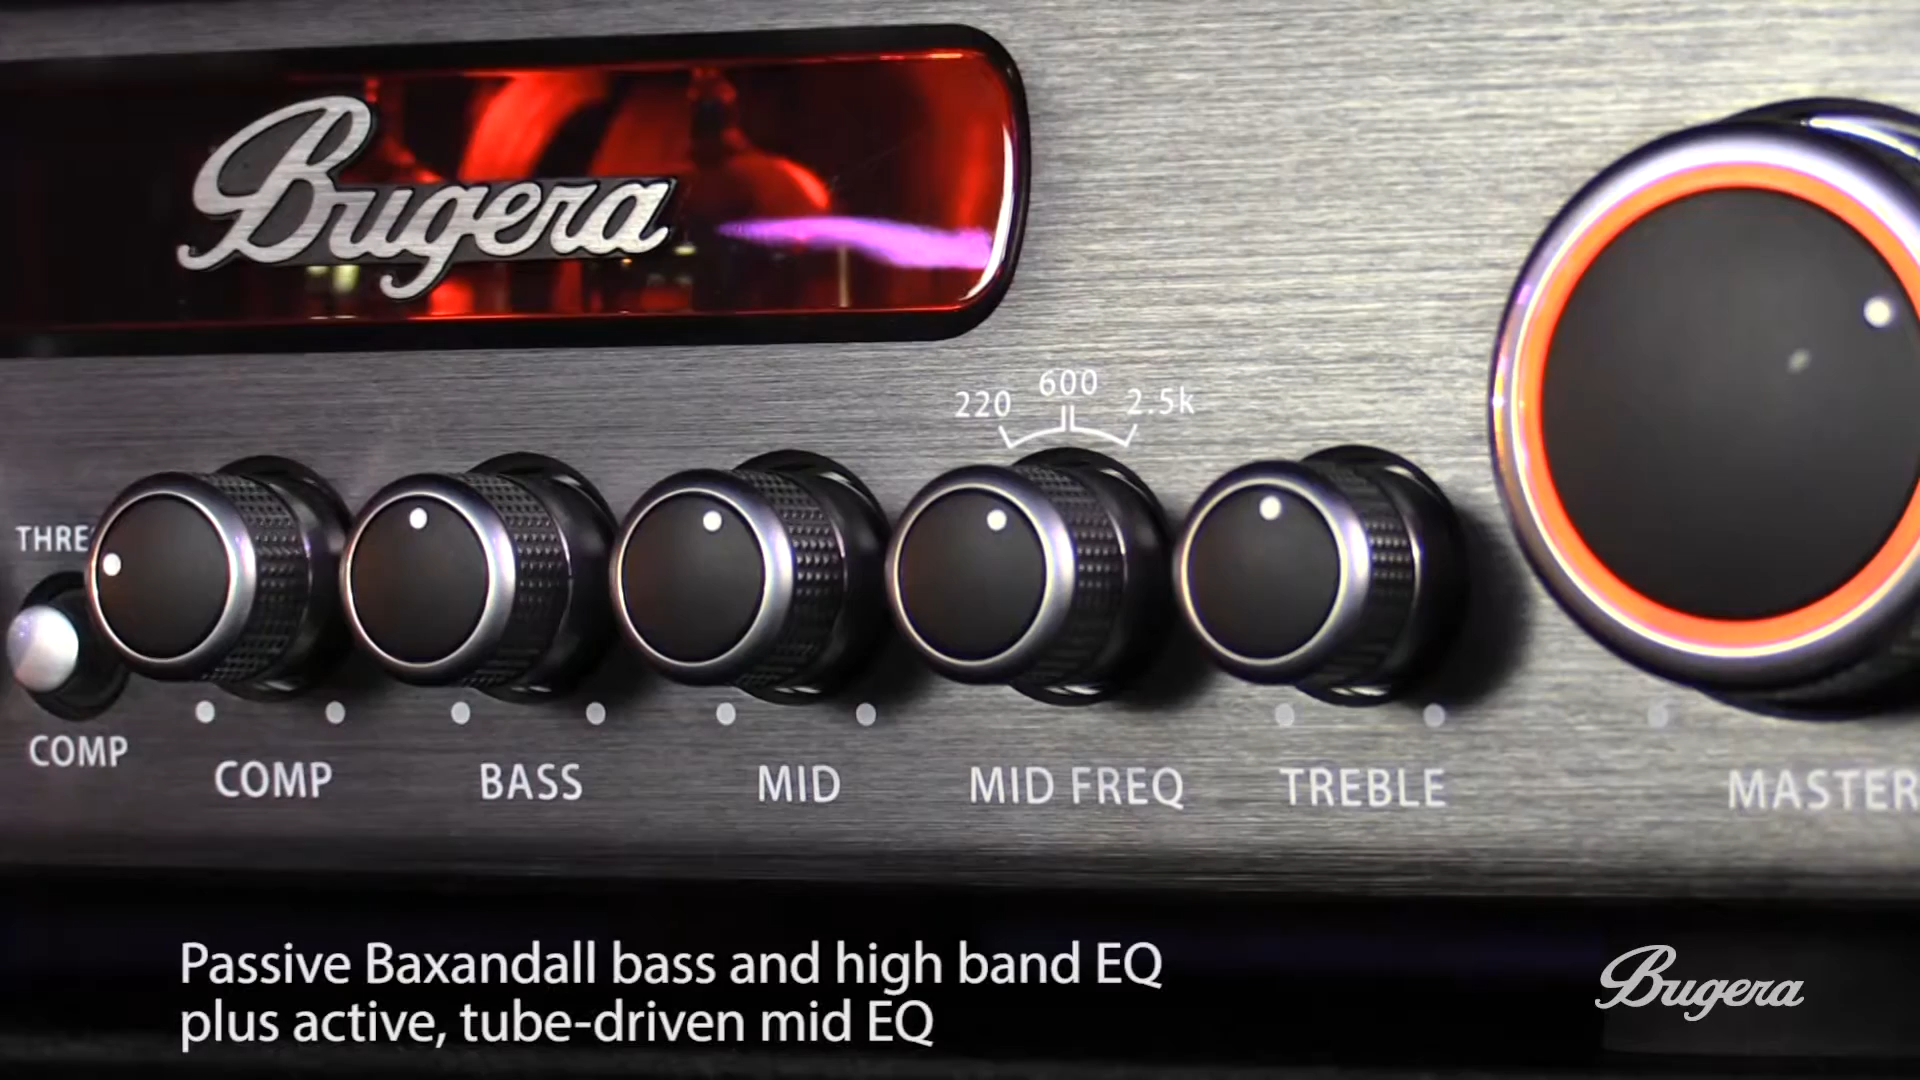 Bugera
220 600 2.5k
THRE
COMP
COMP
BASS
MID
MID FREQ
TREBLE
MASTER
Passive Baxandall bass and high band EQ
plus active, tube-driven mid EQ
Bugera